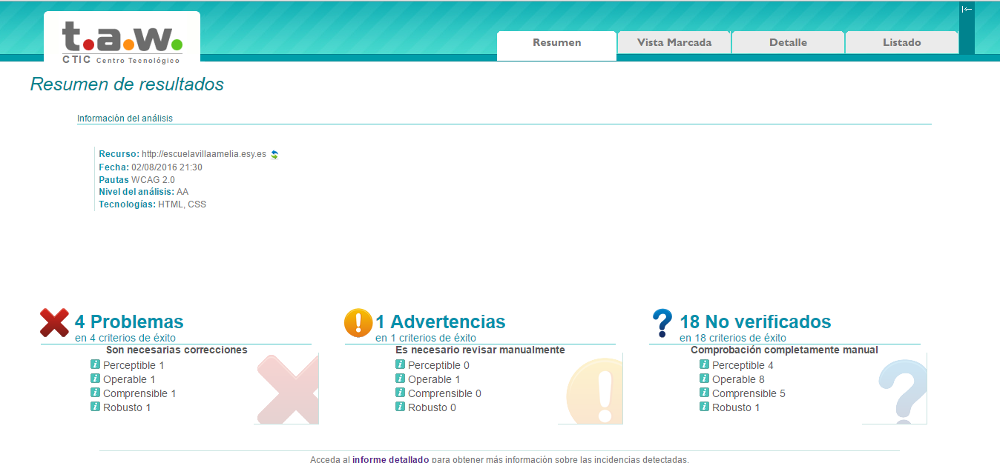 t.a.w.
CTIC Centro Tecnológico
Resumen
Vista Marcada
Detalle
Listado
Resumen de resultados
Información del análisis
Recurso: http://escuelavillaamelia.esy.es
Fecha: 02/08/2016 21:30
Pautas WCAG 2.0
Nivel del análisis: AA
Tecnologías: HTML, CSS
4 Problemas
en 4 criterios de éxito
Son necesarias correcciones
Perceptible 1
Operable 1
Comprensible 1
Robusto 1
1 Advertencias
en 1 criterios de éxito
Es necesario revisar manualmente
Perceptible 0
Operable 1
Comprensible 0
Robusto 0
18 No verificados
en 18 criterios de éxito
Comprobación completamente manual
Perceptible 4
Operable 8
Comprensible 5
Robusto 1
Acceda al informe detallado para obtener más información sobre las incidencias detectadas.